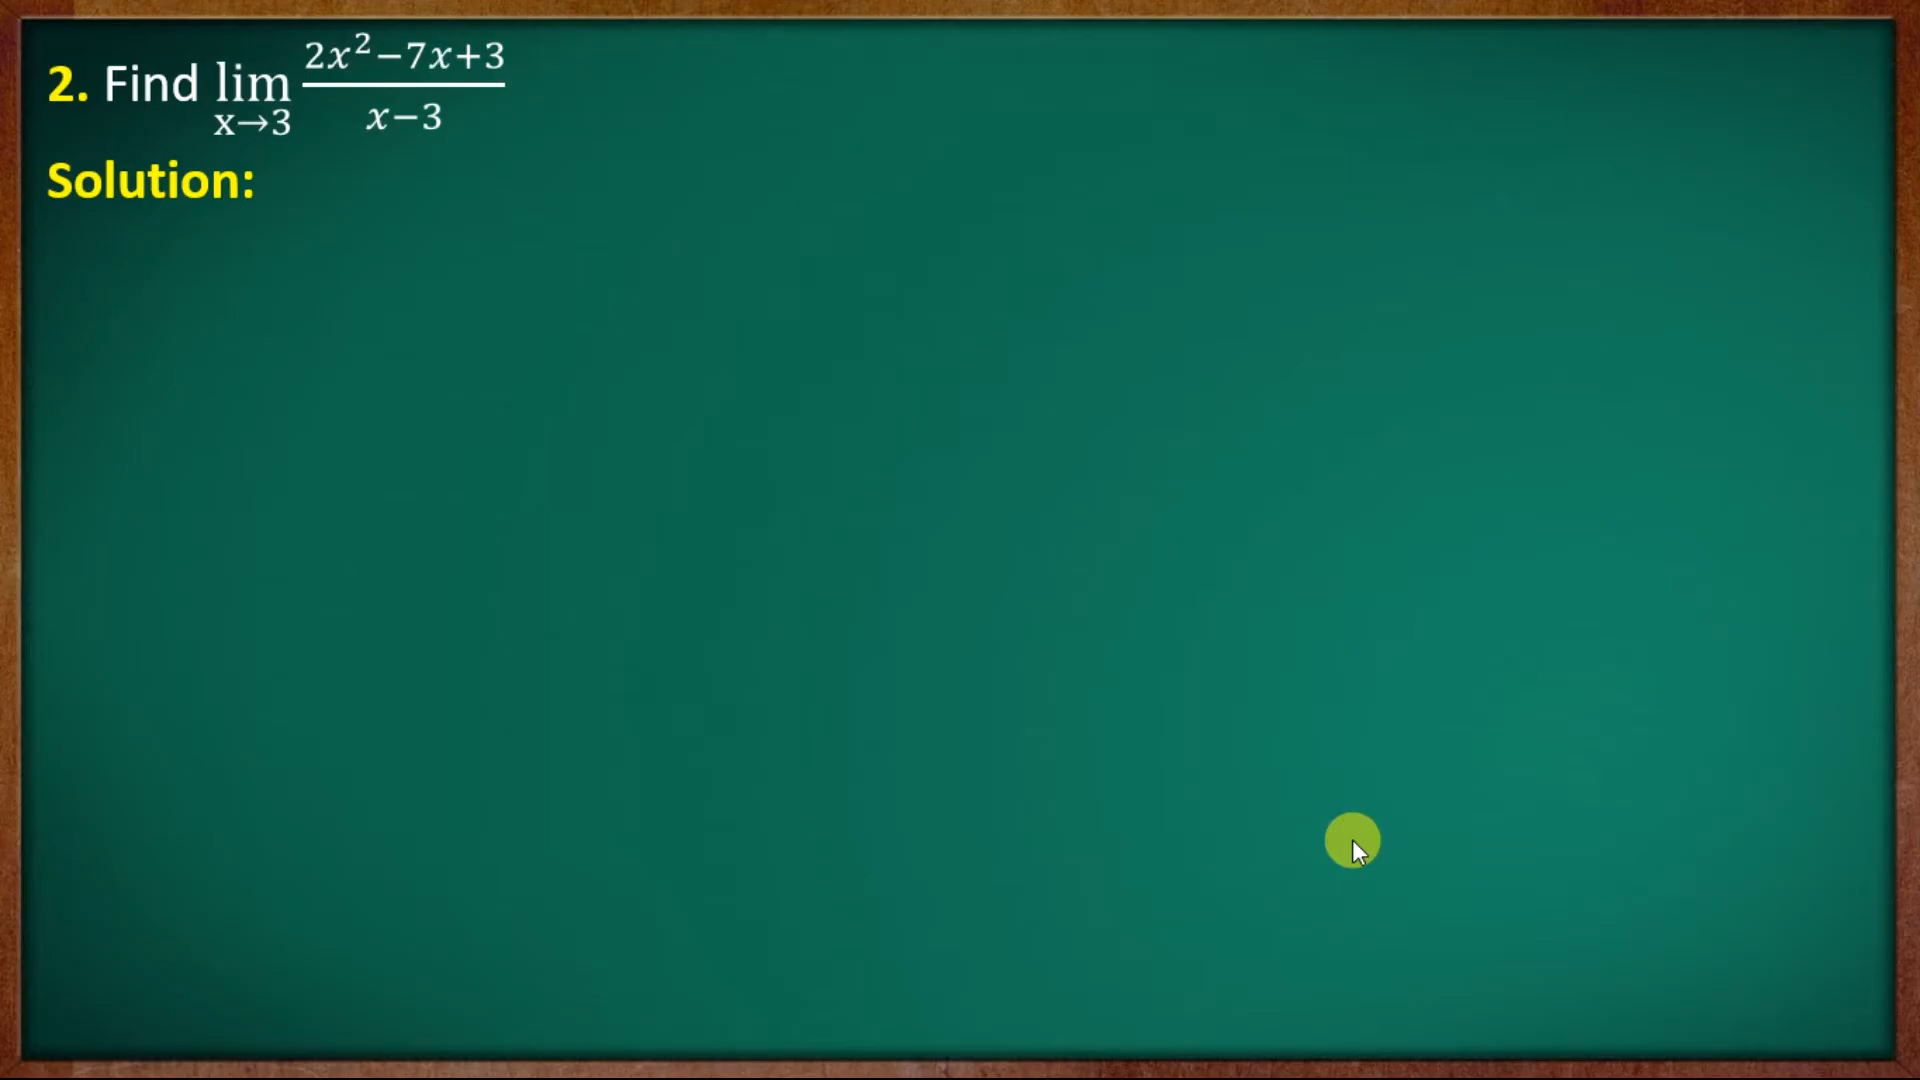 2. Find lim x→3 (2x²−7x+3)/(x−3)
Solution: